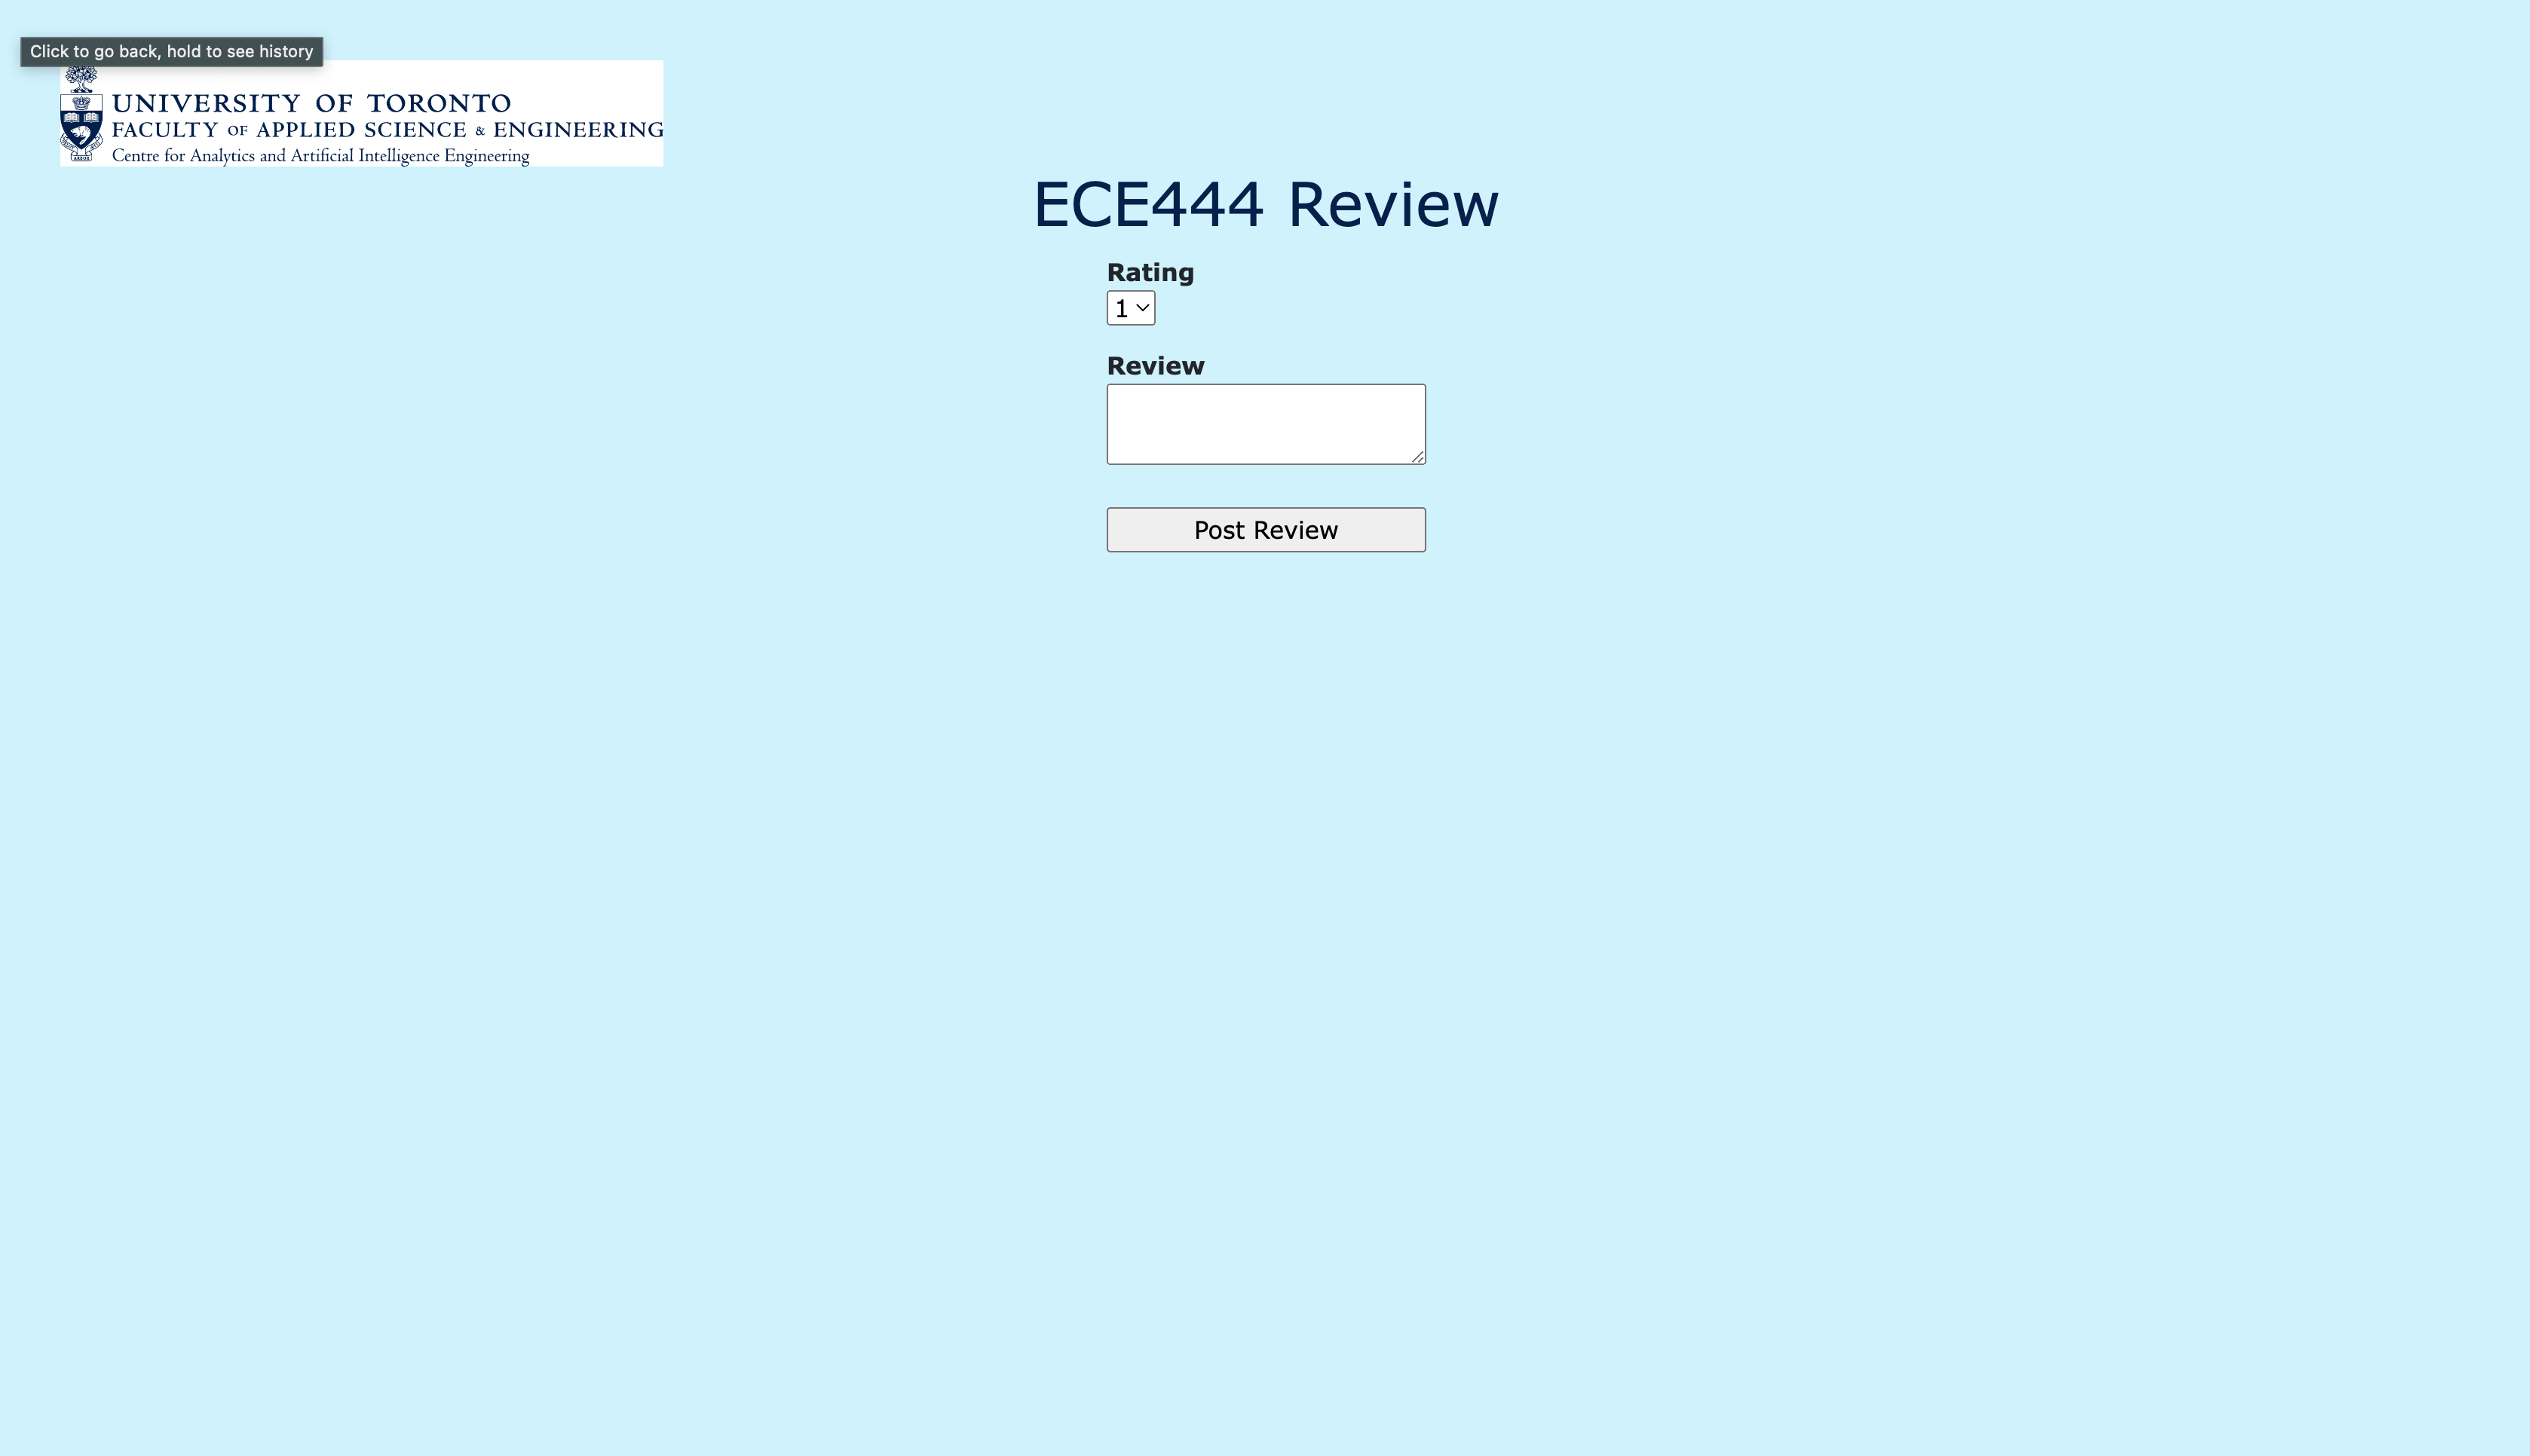 Click to go back, hold to see history
UNIVERSITY OF TORONTO
FACULTY OF APPLIED SCIENCE & ENGINEERING
Centre for Analytics and Artificial Intelligence Engineering
ECE444 Review
Rating
1
Review
Post Review